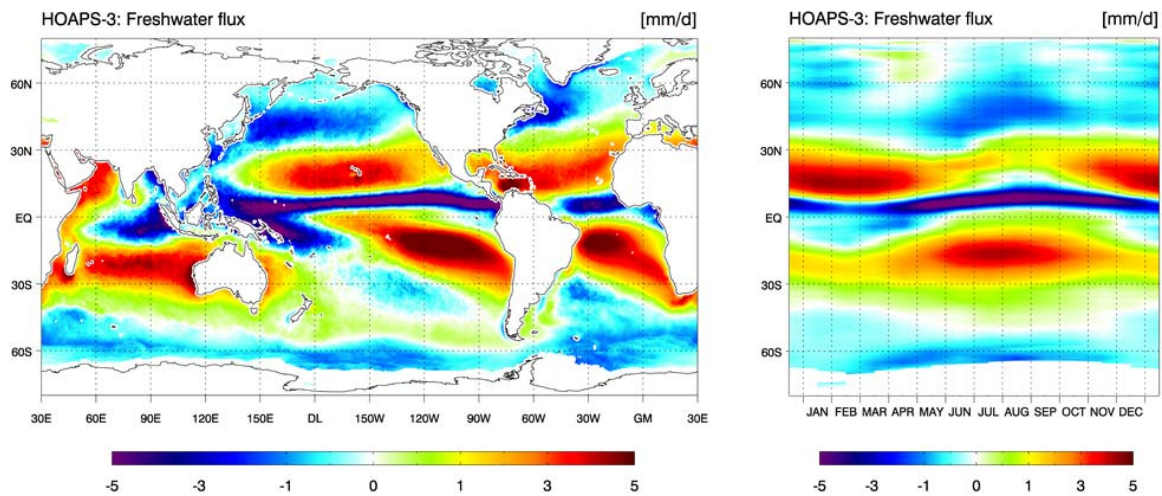 HOAPS-3: Freshwater flux [mm/d]
60N
30N
EQ
30S
60S
30E 60E 90E 120E 150E DL 150W 120W 90W 60W 30W GM 30E
-5 -3 -1 0 1 3 5
HOAPS-3: Freshwater flux [mm/d]
60N
30N
EQ
30S
60S
JAN FEB MAR APR MAY JUN JUL AUG SEP OCT NOV DEC
-5 -3 -1 0 1 3 5